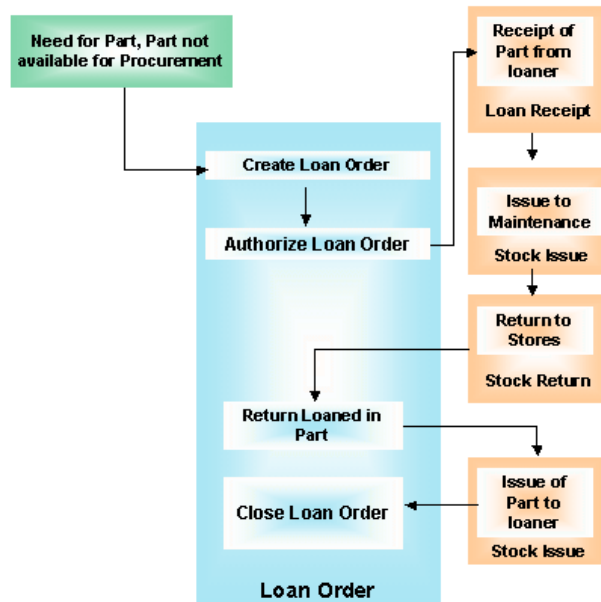 Need for Part, Part not
available for Procurement
Create Loan Order
Authorize Loan Order
Receipt of
Part from
loaner
Loan Receipt
Issue to
Maintenance
Stock Issue
Return to
Stores
Stock Return
Return Loaned in
Part
Issue of
Part to
loaner
Stock Issue
Close Loan Order
Loan Order